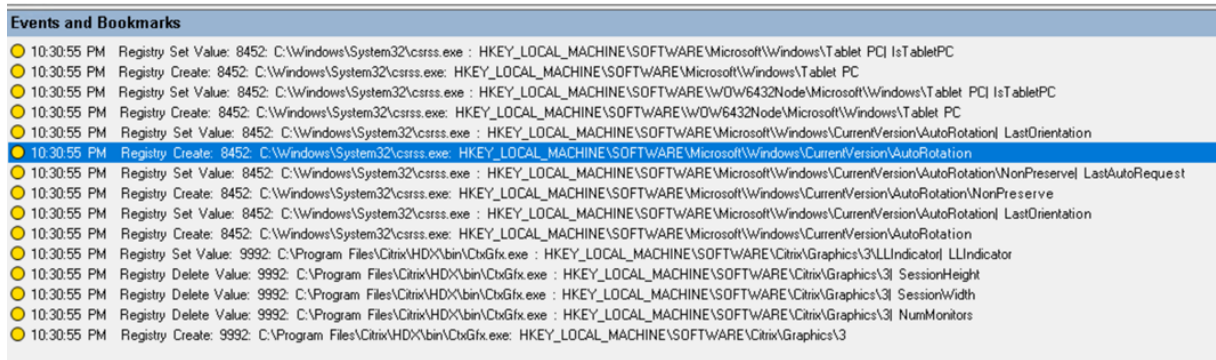 Events and Bookmarks
10:30:55 PM Registry Set Value: 8452: C:\Windows\System32\csrss.exe : HKEY_LOCAL_MACHINE\SOFTWARE\Microsoft\Windows\Tablet PC| IsTabletPC
10:30:55 PM Registry Create: 8452: C:\Windows\System32\csrss.exe: HKEY_LOCAL_MACHINE\SOFTWARE\Microsoft\Windows\Tablet PC
10:30:55 PM Registry Set Value: 8452: C:\Windows\System32\csrss.exe : HKEY_LOCAL_MACHINE\SOFTWARE\WOW6432Node\Microsoft\Windows\Tablet PC| IsTabletPC
10:30:55 PM Registry Create: 8452: C:\Windows\System32\csrss.exe: HKEY_LOCAL_MACHINE\SOFTWARE\WOW6432Node\Microsoft\Windows\Tablet PC
10:30:55 PM Registry Set Value: 8452: C:\Windows\System32\csrss.exe : HKEY_LOCAL_MACHINE\SOFTWARE\Microsoft\Windows\CurrentVersion\AutoRotation| LastOrientation
10:30:55 PM Registry Create: 8452: C:\Windows\System32\csrss.exe: HKEY_LOCAL_MACHINE\SOFTWARE\Microsoft\Windows\CurrentVersion\AutoRotation
10:30:55 PM Registry Set Value: 8452: C:\Windows\System32\csrss.exe : HKEY_LOCAL_MACHINE\SOFTWARE\Microsoft\Windows\CurrentVersion\AutoRotation\NonPreserve| LastAutoRequest
10:30:55 PM Registry Create: 8452: C:\Windows\System32\csrss.exe: HKEY_LOCAL_MACHINE\SOFTWARE\Microsoft\Windows\CurrentVersion\AutoRotation\NonPreserve
10:30:55 PM Registry Set Value: 8452: C:\Windows\System32\csrss.exe : HKEY_LOCAL_MACHINE\SOFTWARE\Microsoft\Windows\CurrentVersion\AutoRotation| LastOrientation
10:30:55 PM Registry Create: 8452: C:\Windows\System32\csrss.exe: HKEY_LOCAL_MACHINE\SOFTWARE\Microsoft\Windows\CurrentVersion\AutoRotation
10:30:55 PM Registry Set Value: 9992: C:\Program Files\Citrix\HDX\bin\CtxGfx.exe : HKEY_LOCAL_MACHINE\SOFTWARE\Citrix\Graphics\3\LLIndicator| LLIndicator
10:30:55 PM Registry Delete Value: 9992: C:\Program Files\Citrix\HDX\bin\CtxGfx.exe : HKEY_LOCAL_MACHINE\SOFTWARE\Citrix\Graphics\3| SessionHeight
10:30:55 PM Registry Delete Value: 9992: C:\Program Files\Citrix\HDX\bin\CtxGfx.exe : HKEY_LOCAL_MACHINE\SOFTWARE\Citrix\Graphics\3| SessionWidth
10:30:55 PM Registry Delete Value: 9992: C:\Program Files\Citrix\HDX\bin\CtxGfx.exe : HKEY_LOCAL_MACHINE\SOFTWARE\Citrix\Graphics\3| NumMonitors
10:30:55 PM Registry Create: 9992: C:\Program Files\Citrix\HDX\bin\CtxGfx.exe: HKEY_LOCAL_MACHINE\SOFTWARE\Citrix\Graphics\3